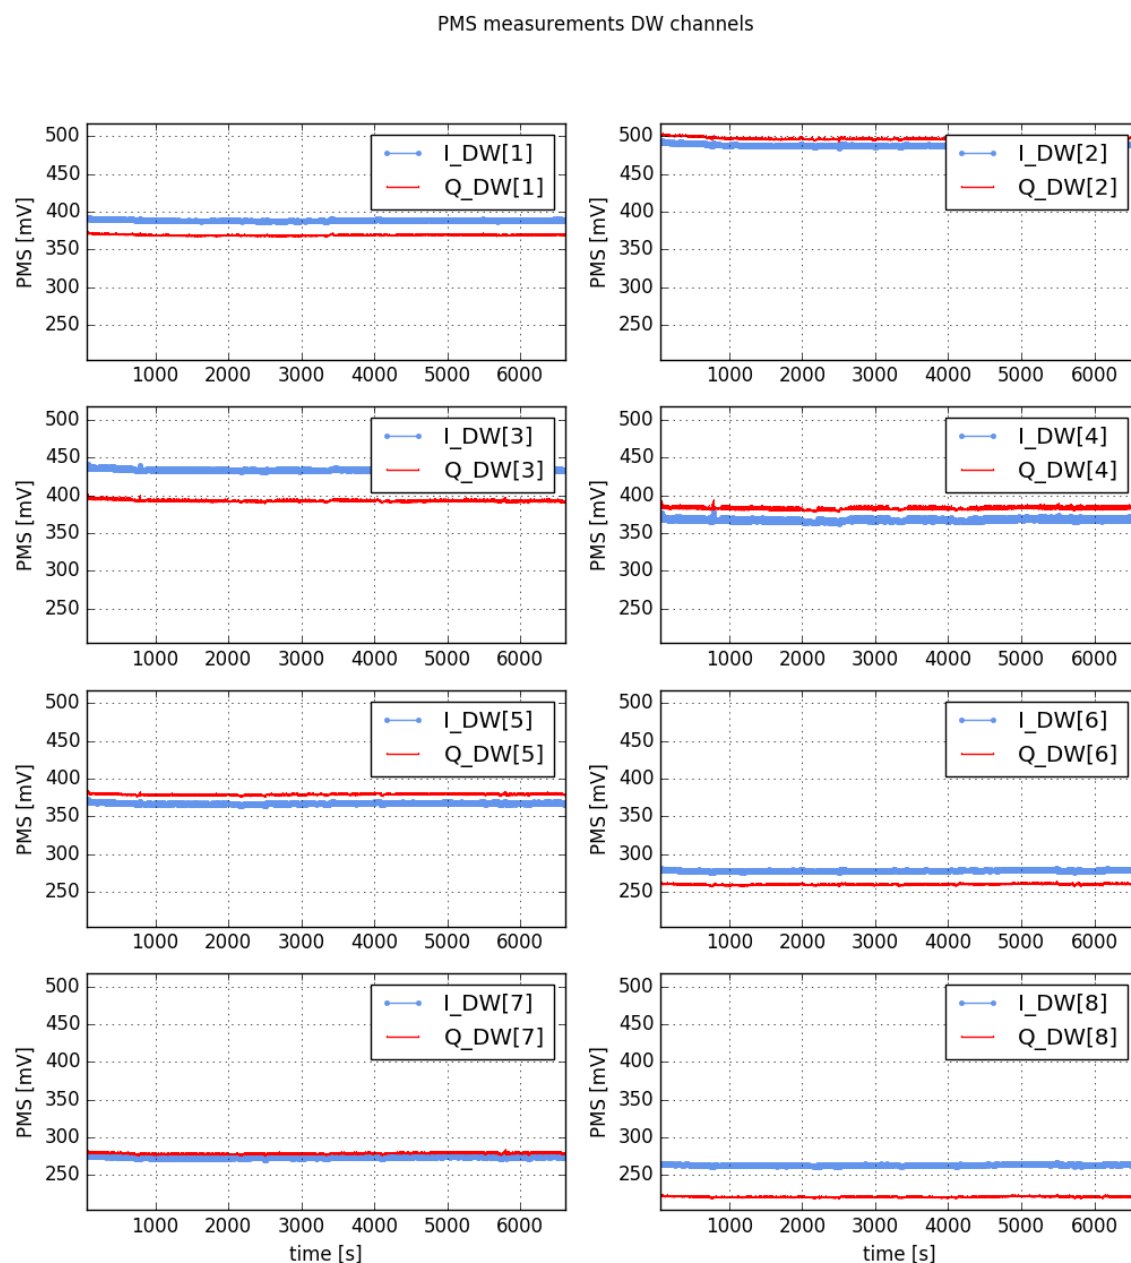 PMS measurements DW channels
500
450
400
350
300
250
PMS [mV]
I_DW[1]
Q_DW[1]
1000 2000 3000 4000 5000 6000
500
450
400
350
300
250
PMS [mV]
I_DW[2]
Q_DW[2]
1000 2000 3000 4000 5000 6000
500
450
400
350
300
250
PMS [mV]
I_DW[3]
Q_DW[3]
1000 2000 3000 4000 5000 6000
500
450
400
350
300
250
PMS [mV]
I_DW[4]
Q_DW[4]
1000 2000 3000 4000 5000 6000
500
450
400
350
300
250
PMS [mV]
I_DW[5]
Q_DW[5]
1000 2000 3000 4000 5000 6000
500
450
400
350
300
250
PMS [mV]
I_DW[6]
Q_DW[6]
1000 2000 3000 4000 5000 6000
500
450
400
350
300
250
PMS [mV]
I_DW[7]
Q_DW[7]
1000 2000 3000 4000 5000 6000
time [s]
500
450
400
350
300
250
PMS [mV]
I_DW[8]
Q_DW[8]
1000 2000 3000 4000 5000 6000
time [s]